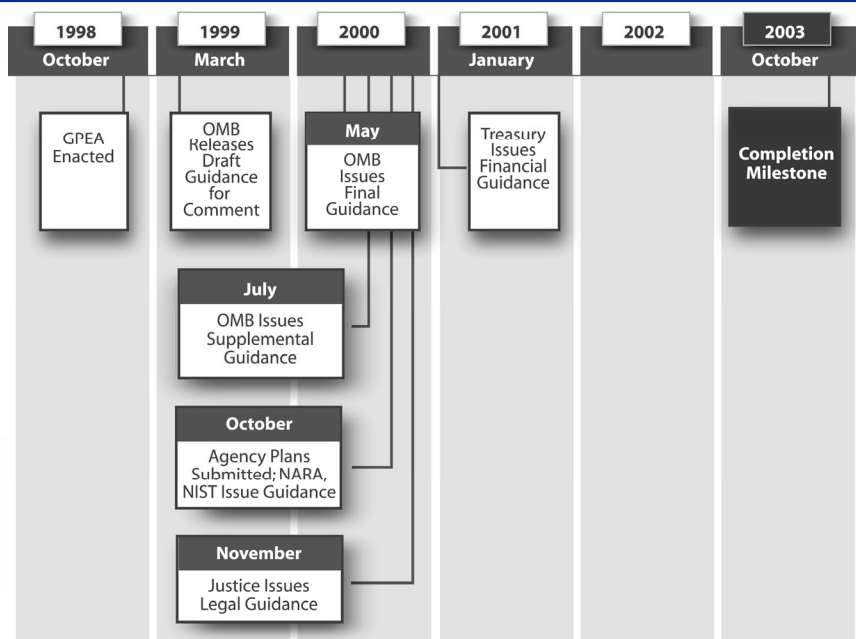 1998
October
1999
March
2000
2001
January
2002
2003
October
GPEA
Enacted
OMB
Releases
Draft
Guidance
for
Comment
May
OMB
Issues
Final
Guidance
Treasury
Issues
Financial
Guidance
Completion
Milestone
July
OMB Issues
Supplemental
Guidance
October
Agency Plans
Submitted; NARA,
NIST Issue Guidance
November
Justice Issues
Legal Guidance